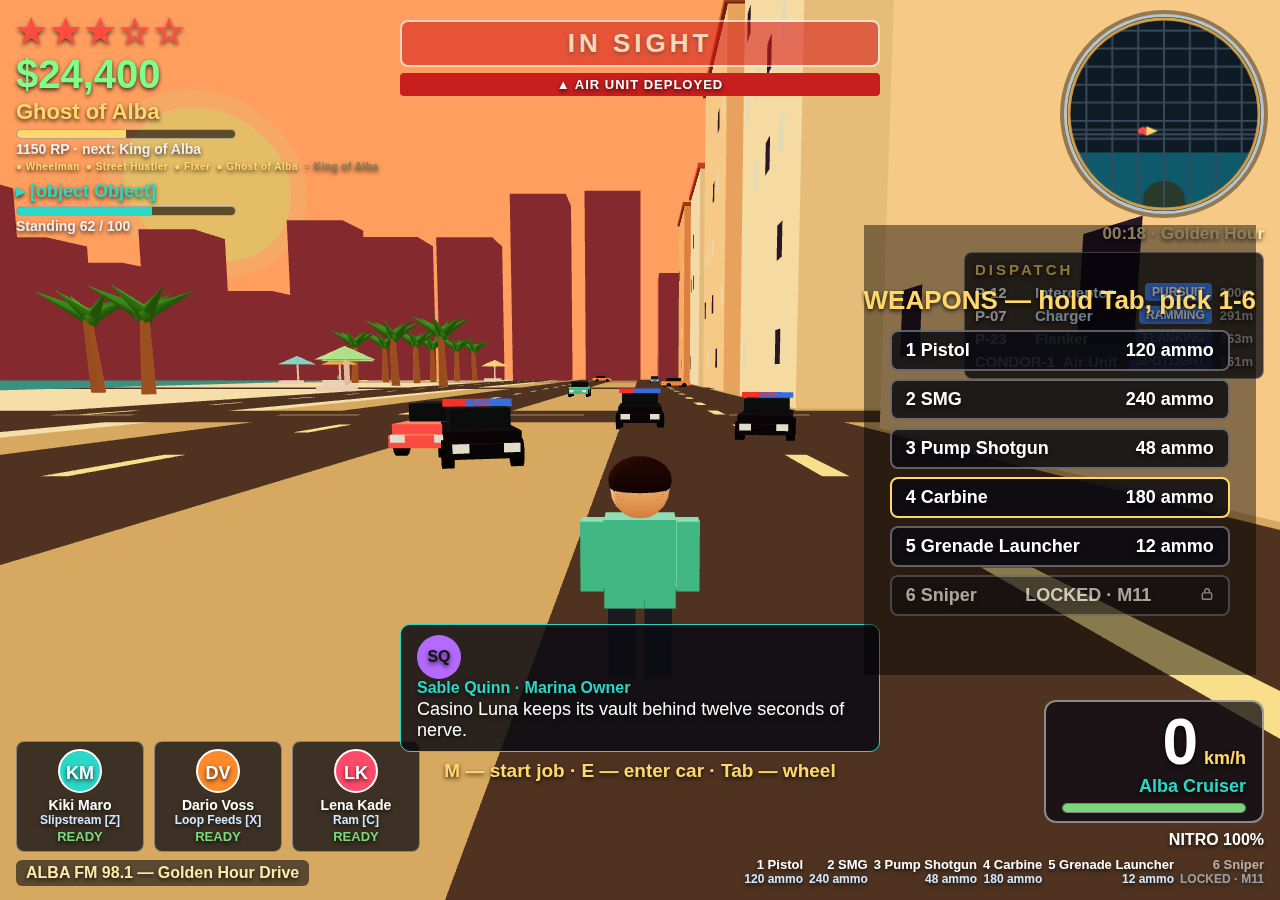 $24,400
Ghost of Alba
1150 RP · next: King of Alba
● Wheelman ● Street Hustler ● Fixer ● Ghost of Alba ○ King of Alba
▸ [object Object]
Standing 62 / 100
IN SIGHT
▲ AIR UNIT DEPLOYED
00:18 · Golden Hour
DISPATCH
P-12 Interceptor PURSUIT 200m
P-07 Charger RAMMING 291m
P-23 Flanker FLANKING 263m
CONDOR-1 Air Unit 161m
WEAPONS — hold Tab, pick 1-6
1 Pistol 120 ammo
2 SMG 240 ammo
3 Pump Shotgun 48 ammo
4 Carbine 180 ammo
5 Grenade Launcher 12 ammo
6 Sniper LOCKED · M11
SQ
Sable Quinn · Marina Owner
Casino Luna keeps its vault behind twelve seconds of
nerve.
M — start job · E — enter car · Tab — wheel
KM
Kiki Maro
Slipstream [Z]
READY
DV
Dario Voss
Loop Feeds [X]
READY
LK
Lena Kade
Ram [C]
READY
ALBA FM 98.1 — Golden Hour Drive
0 km/h
Alba Cruiser
NITRO 100%
1 Pistol 2 SMG 3 Pump Shotgun 4 Carbine 5 Grenade Launcher 6 Sniper
120 ammo 240 ammo 48 ammo 180 ammo 12 ammo LOCKED · M11